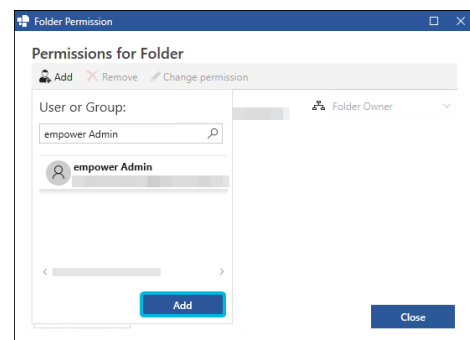 Folder Permission
Permissions for Folder
Add Remove Change permission
User or Group:
Folder Owner
empower Admin
empower Admin
Add
Close